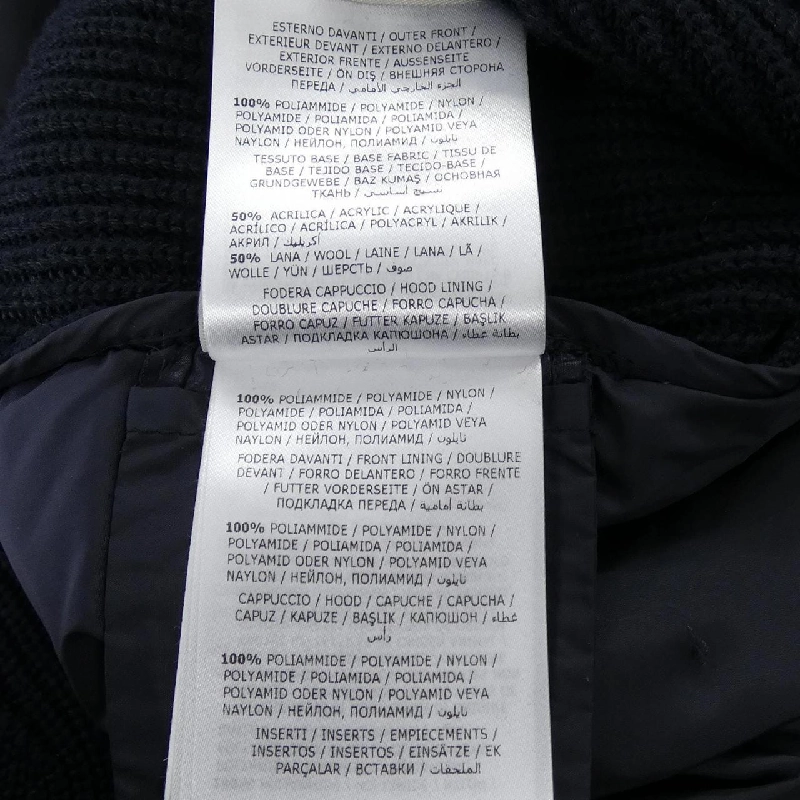 ESTERNO DAVANTI / OUTER FRONT /
EXTERIEUR DEVANT / EXTERNO DELANTERO /
EXTERIOR FRENTE / AUSSENSEITE
VORDERSEITE / ÖN DIŞ / ВНЕШНЯЯ СТОРОНА
ПЕРЕДА / الجزء الخارجي الأمامي
100% POLIAMMIDE / POLYAMIDE / NYLON /
POLYAMIDE / POLIAMIDA / POLIAMIDA /
POLYAMID ODER NYLON / POLYAMID VEYA
NAYLON / НЕЙЛОН, ПОЛИАМИД / نايلون
TESSUTO BASE / BASE FABRIC / TISSU DE
BASE / TEJIDO BASE / TECIDO-BASE /
GRUNDGEWEBE / BAZ KUMAŞ / ОСНОВНАЯ
ТКАНЬ / نسيج أساسي
50% ACRILICA / ACRYLIC / ACRYLIQUE /
ACRÍLICO / ACRÍLICA / POLYACRYL / AKRILIK /
АКРИЛ / أكريليك
50% LANA / WOOL / LAINE / LANA / LÃ /
WOLLE / YÜN / ШЕРСТЬ / صوف
FODERA CAPPUCCIO / HOOD LINING /
DOUBLURE CAPUCHE / FORRO CAPUCHA /
FORRO CAPUZ / FUTTER KAPUZE / BAŞLIK
ASTAR / ПОДКЛАДКА КАПЮШОНА / بطانة غطاء
الرأس
100% POLIAMMIDE / POLYAMIDE / NYLON /
POLYAMIDE / POLIAMIDA / POLIAMIDA /
POLYAMID ODER NYLON / POLYAMID VEYA
NAYLON / НЕЙЛОН, ПОЛИАМИД / نايلون
FODERA DAVANTI / FRONT LINING / DOUBLURE
DEVANT / FORRO DELANTERO / FORRO FRENTE
/ FUTTER VORDERSEITE / ÖN ASTAR /
ПОДКЛАДКА ПЕРЕДА / بطانة أمامية
100% POLIAMMIDE / POLYAMIDE / NYLON /
POLYAMIDE / POLIAMIDA / POLIAMIDA /
POLYAMID ODER NYLON / POLYAMID VEYA
NAYLON / НЕЙЛОН, ПОЛИАМИД / نايلون
CAPPUCCIO / HOOD / CAPUCHE / CAPUCHA /
CAPUZ / KAPUZE / BAŞLIK / КАПЮШОН / غطاء
رأس
100% POLIAMMIDE / POLYAMIDE / NYLON /
POLYAMIDE / POLIAMIDA / POLIAMIDA /
POLYAMID ODER NYLON / POLYAMID VEYA
NAYLON / НЕЙЛОН, ПОЛИАМИД / نايلون
INSERTI / INSERTS / EMPIECEMENTS /
INSERTOS / INSERTOS / EINSÄTZE / EK
PARÇALAR / ВСТАВКИ / الملحقات